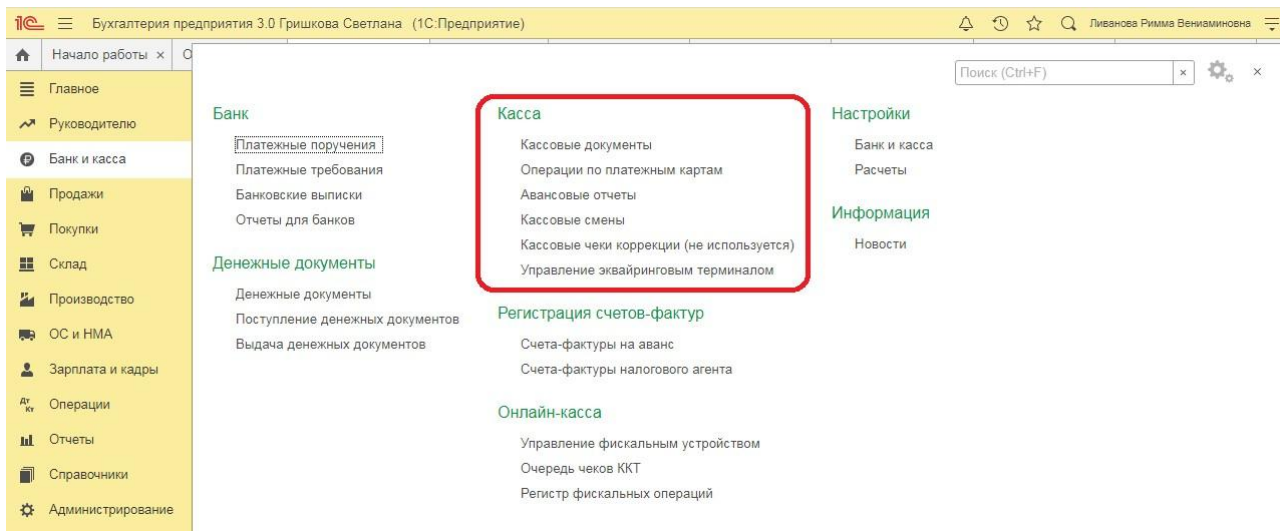 1С Бухгалтерия предприятия 3.0 Гришкова Светлана (1С:Предприятие) Ливанова Римма Вениаминовна
Начало работы × О
Поиск (Ctrl+F) × ×
Главное
Руководителю
Банк и касса
Продажи
Покупки
Склад
Производство
ОС и НМА
Зарплата и кадры
Дт Кт Операции
Отчеты
Справочники
Администрирование
Банк
Платежные поручения
Платежные требования
Банковские выписки
Отчеты для банков
Денежные документы
Денежные документы
Поступление денежных документов
Выдача денежных документов
Касса
Кассовые документы
Операции по платежным картам
Авансовые отчеты
Кассовые смены
Кассовые чеки коррекции (не используется)
Управление эквайринговым терминалом
Регистрация счетов-фактур
Счета-фактуры на аванс
Счета-фактуры налогового агента
Онлайн-касса
Управление фискальным устройством
Очередь чеков ККТ
Регистр фискальных операций
Настройки
Банк и касса
Расчеты
Информация
Новости